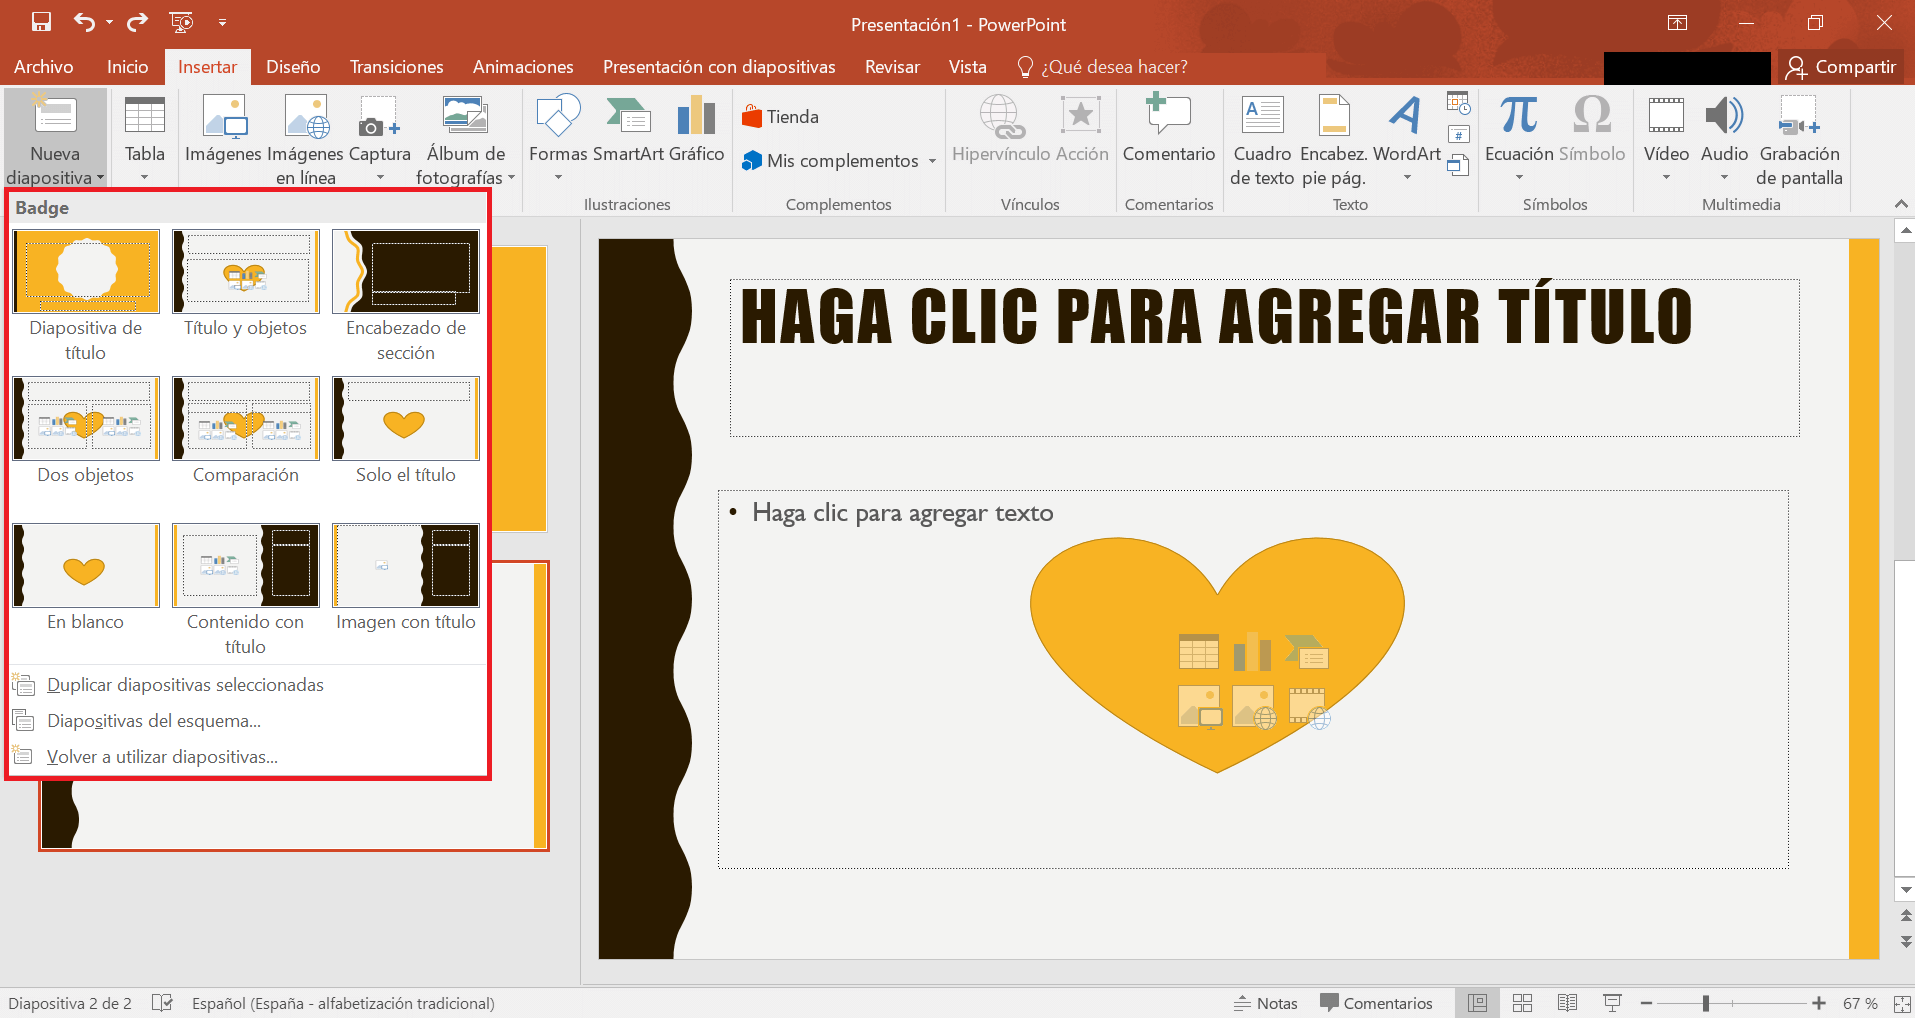 Presentación1 - PowerPoint
Archivo Inicio Insertar Diseño Transiciones Animaciones Presentación con diapositivas Revisar Vista ¿Qué desea hacer? Compartir
Nueva diapositiva
Tabla
Imágenes
Imágenes en línea
Captura
Álbum de fotografías
Formas
SmartArt
Gráfico
Ilustraciones
Tienda
Mis complementos
Complementos
Hipervínculo
Acción
Vínculos
Comentario
Comentarios
Cuadro de texto
Encabez. pie pág.
WordArt
Texto
Ecuación
Símbolo
Símbolos
Vídeo
Audio
Grabación de pantalla
Multimedia
Badge
Diapositiva de título
Título y objetos
Encabezado de sección
Dos objetos
Comparación
Solo el título
En blanco
Contenido con título
Imagen con título
Duplicar diapositivas seleccionadas
Diapositivas del esquema...
Volver a utilizar diapositivas...
HAGA CLIC PARA AGREGAR TÍTULO
• Haga clic para agregar texto
Diapositiva 2 de 2 Español (España - alfabetización tradicional) Notas Comentarios 67 %